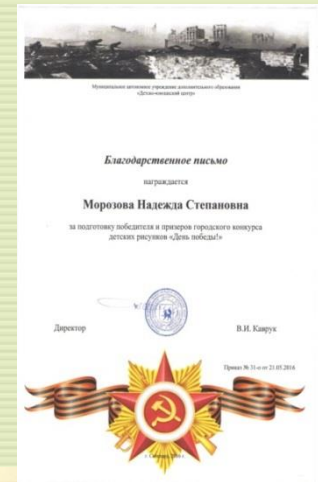 Муниципальное автономное учреждение дополнительного образования
«Детско-юношеский центр»
Благодарственное письмо
награждается
Морозова Надежда Степановна
за подготовку победителя и призеров городского конкурса
детских рисунков «День победы!»
Директор В.И. Каврук
Приказ № 31-о от 21.05.2016